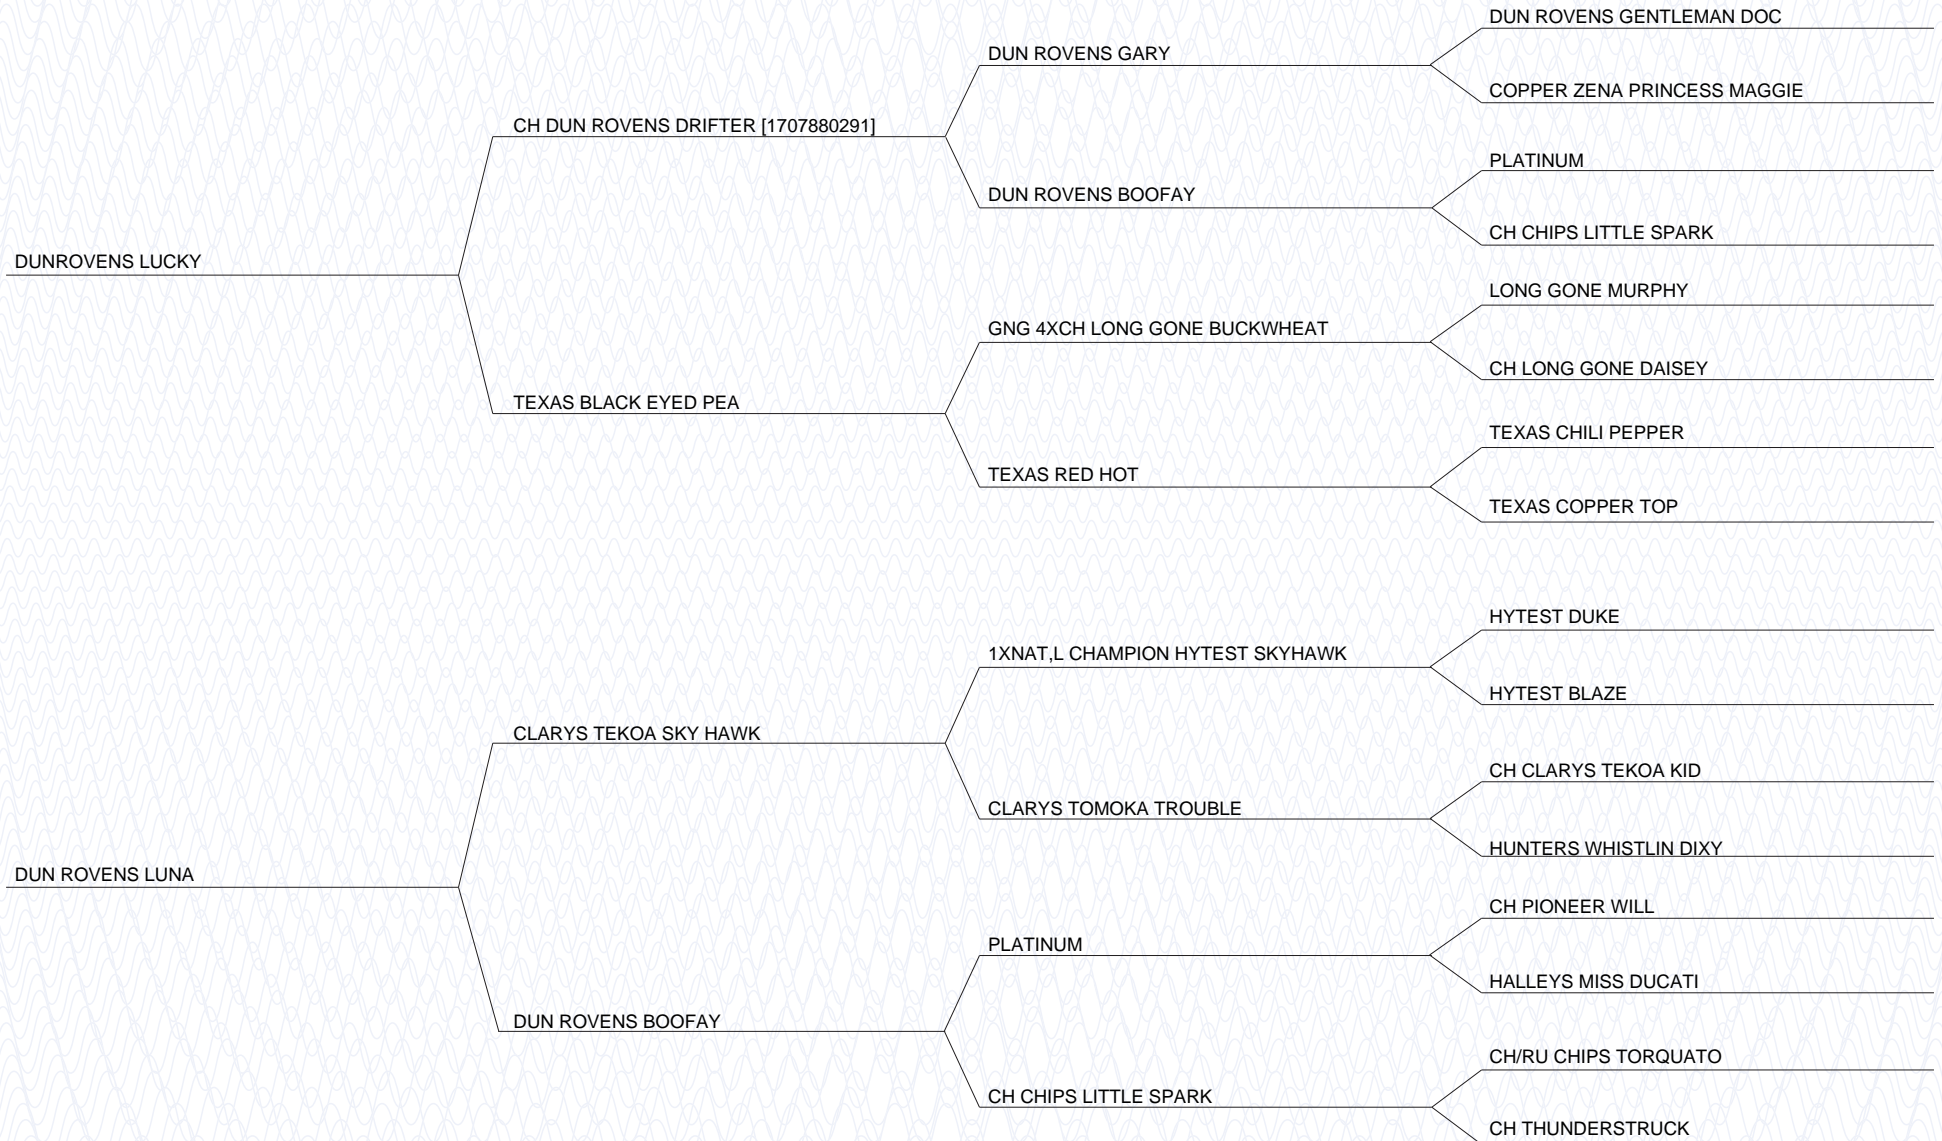 DUN ROVENS GENTLEMAN DOC
DUN ROVENS GARY
COPPER ZENA PRINCESS MAGGIE
CH DUN ROVENS DRIFTER [1707880291]
PLATINUM
DUN ROVENS BOOFAY
CH CHIPS LITTLE SPARK
DUNROVENS LUCKY
LONG GONE MURPHY
GNG 4XCH LONG GONE BUCKWHEAT
CH LONG GONE DAISEY
TEXAS BLACK EYED PEA
TEXAS CHILI PEPPER
TEXAS RED HOT
TEXAS COPPER TOP
HYTEST DUKE
1XNAT,L CHAMPION HYTEST SKYHAWK
HYTEST BLAZE
CLARYS TEKOA SKY HAWK
CH CLARYS TEKOA KID
CLARYS TOMOKA TROUBLE
HUNTERS WHISTLIN DIXY
DUN ROVENS LUNA
CH PIONEER WILL
PLATINUM
HALLEYS MISS DUCATI
DUN ROVENS BOOFAY
CH/RU CHIPS TORQUATO
CH CHIPS LITTLE SPARK
CH THUNDERSTRUCK